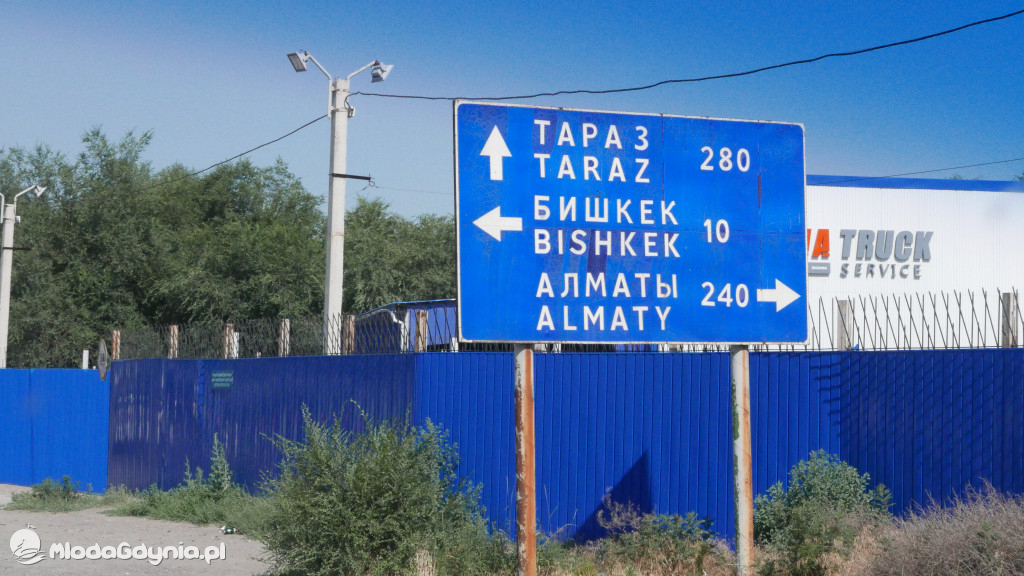 ТАРАЗ
TARAZ 280
БИШКЕК
BISHKEK 10
АЛМАТЫ
ALMATY 240
A TRUCK
SERVICE
MlodaGdynia.pl